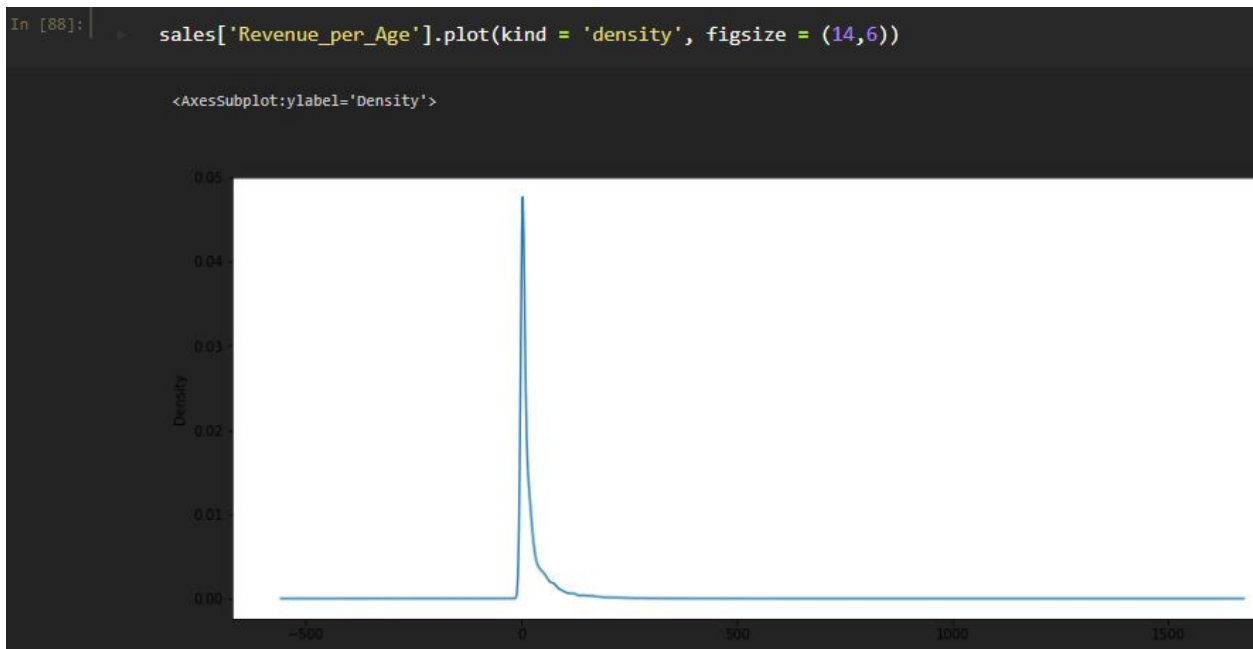 In [88]:
sales['Revenue_per_Age'].plot(kind = 'density', figsize = (14,6))
<AxesSubplot:ylabel='Density'>
0.05
0.04
0.03
Density
0.02
0.01
0.00
−500 0 500 1000 1500